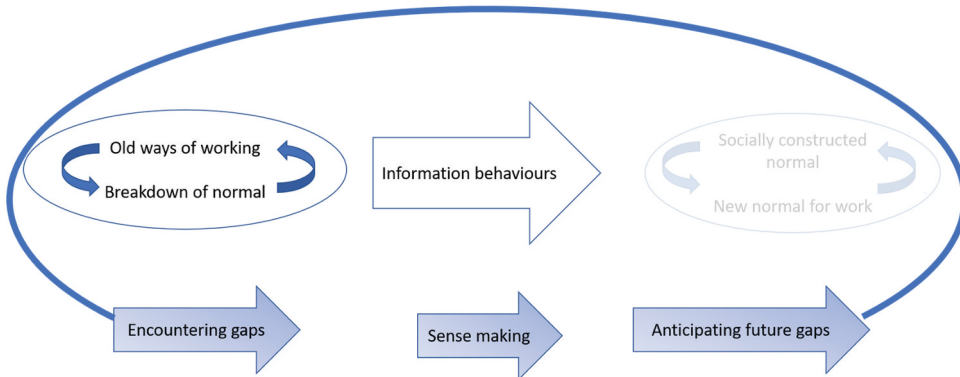 Old ways of working
Breakdown of normal
Information behaviours
Socially constructed
normal
New normal for work
Encountering gaps
Sense making
Anticipating future gaps